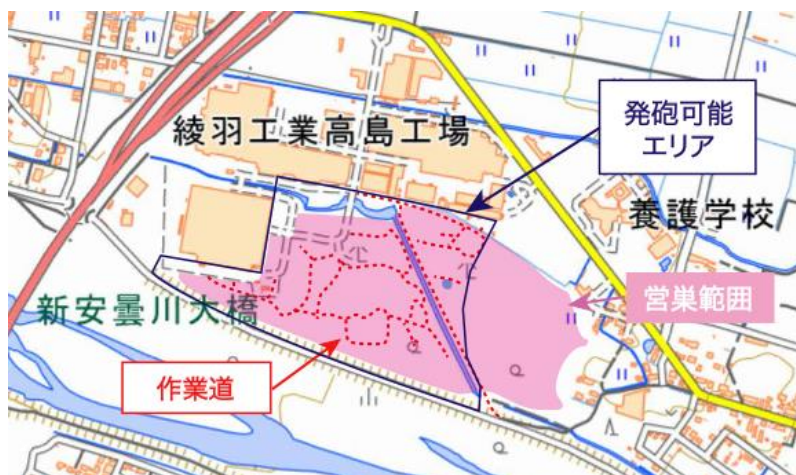 発砲可能
エリア
綾羽工業高島工場
養護学校
営巣範囲
新安曇川大橋
作業道